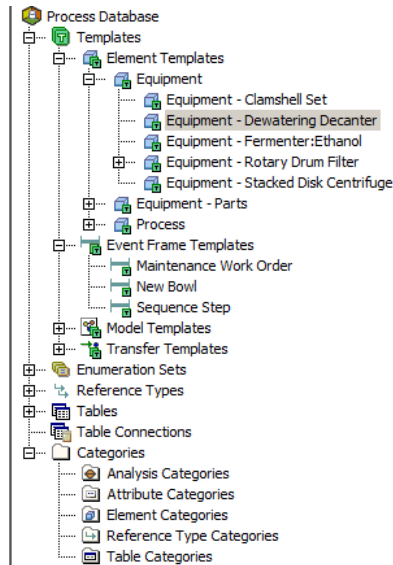 Process Database
Templates
Element Templates
Equipment
Equipment - Clamshell Set
Equipment - Dewatering Decanter
Equipment - Fermenter:Ethanol
Equipment - Rotary Drum Filter
Equipment - Stacked Disk Centrifuge
Equipment - Parts
Process
Event Frame Templates
Maintenance Work Order
New Bowl
Sequence Step
Model Templates
Transfer Templates
Enumeration Sets
Reference Types
Tables
Table Connections
Categories
Analysis Categories
Attribute Categories
Element Categories
Reference Type Categories
Table Categories